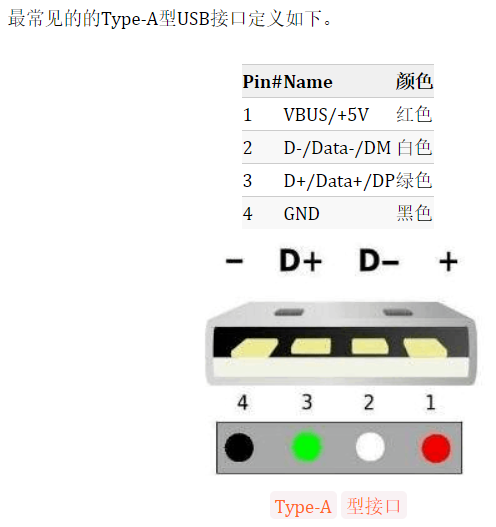 最常见的的Type-A型USB接口定义如下。
Pin# Name 颜色
1 VBUS/+5V 红色
2 D-/Data-/DM 白色
3 D+/Data+/DP 绿色
4 GND 黑色
− D+ D− +
4 3 2 1
Type-A 型接口